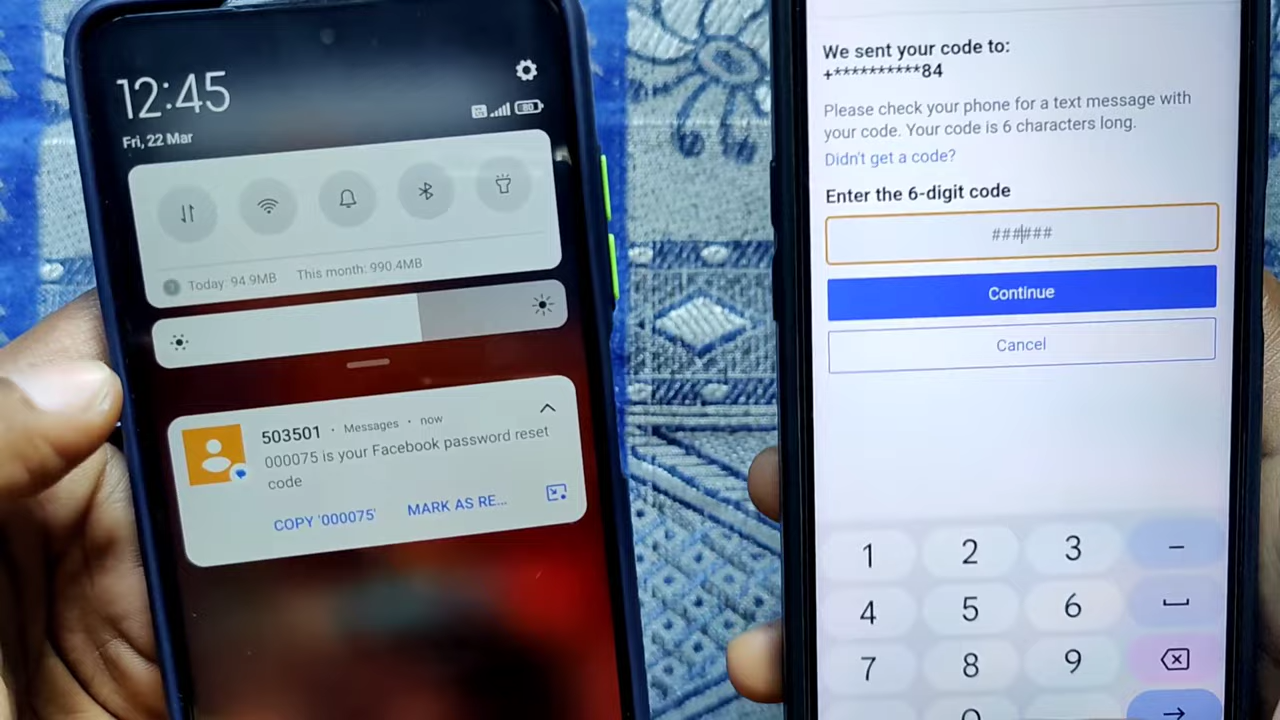 12:45
Fri, 22 Mar
80
Today: 94.9MB This month: 990.4MB
503501 · Messages · now
000075 is your Facebook password reset
code
COPY '000075' MARK AS RE...
We sent your code to:
+**********84
Please check your phone for a text message with
your code. Your code is 6 characters long.
Didn't get a code?
Enter the 6-digit code
######
Continue
Cancel
1 2 3 –
4 5 6
7 8 9
0